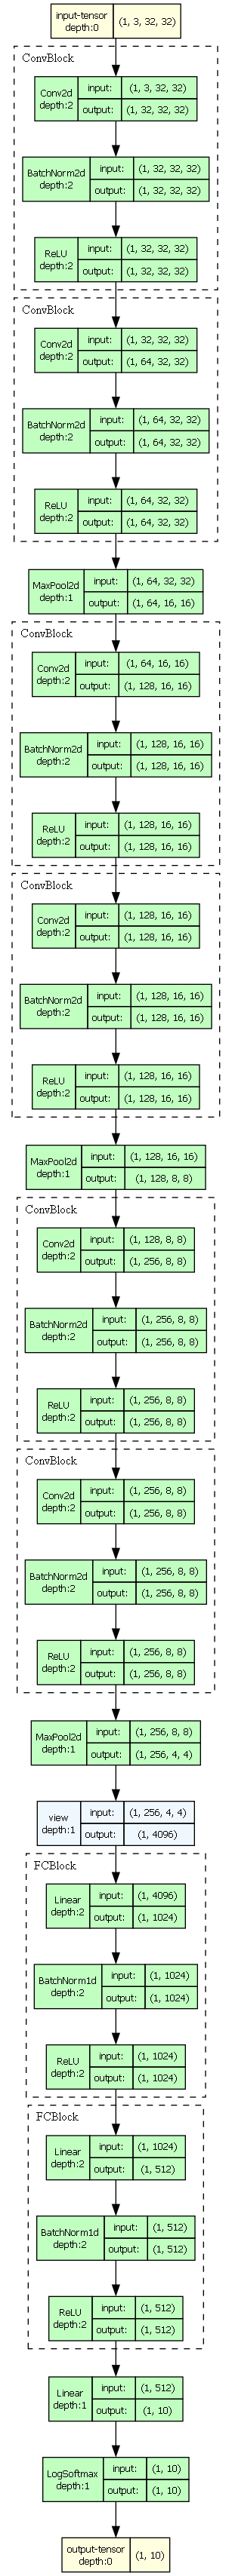 input-tensor
depth:0
(1, 3, 32, 32)
ConvBlock
Conv2d
depth:2
input:
(1, 3, 32, 32)
output:
(1, 32, 32, 32)
BatchNorm2d
depth:2
input:
(1, 32, 32, 32)
output:
(1, 32, 32, 32)
ReLU
depth:2
input:
(1, 32, 32, 32)
output:
(1, 32, 32, 32)
ConvBlock
Conv2d
depth:2
input:
(1, 32, 32, 32)
output:
(1, 64, 32, 32)
BatchNorm2d
depth:2
input:
(1, 64, 32, 32)
output:
(1, 64, 32, 32)
ReLU
depth:2
input:
(1, 64, 32, 32)
output:
(1, 64, 32, 32)
MaxPool2d
depth:1
input:
(1, 64, 32, 32)
output:
(1, 64, 16, 16)
ConvBlock
Conv2d
depth:2
input:
(1, 64, 16, 16)
output:
(1, 128, 16, 16)
BatchNorm2d
depth:2
input:
(1, 128, 16, 16)
output:
(1, 128, 16, 16)
ReLU
depth:2
input:
(1, 128, 16, 16)
output:
(1, 128, 16, 16)
ConvBlock
Conv2d
depth:2
input:
(1, 128, 16, 16)
output:
(1, 128, 16, 16)
BatchNorm2d
depth:2
input:
(1, 128, 16, 16)
output:
(1, 128, 16, 16)
ReLU
depth:2
input:
(1, 128, 16, 16)
output:
(1, 128, 16, 16)
MaxPool2d
depth:1
input:
(1, 128, 16, 16)
output:
(1, 128, 8, 8)
ConvBlock
Conv2d
depth:2
input:
(1, 128, 8, 8)
output:
(1, 256, 8, 8)
BatchNorm2d
depth:2
input:
(1, 256, 8, 8)
output:
(1, 256, 8, 8)
ReLU
depth:2
input:
(1, 256, 8, 8)
output:
(1, 256, 8, 8)
ConvBlock
Conv2d
depth:2
input:
(1, 256, 8, 8)
output:
(1, 256, 8, 8)
BatchNorm2d
depth:2
input:
(1, 256, 8, 8)
output:
(1, 256, 8, 8)
ReLU
depth:2
input:
(1, 256, 8, 8)
output:
(1, 256, 8, 8)
MaxPool2d
depth:1
input:
(1, 256, 8, 8)
output:
(1, 256, 4, 4)
view
depth:1
input:
(1, 256, 4, 4)
output:
(1, 4096)
FCBlock
Linear
depth:2
input:
(1, 4096)
output:
(1, 1024)
BatchNorm1d
depth:2
input:
(1, 1024)
output:
(1, 1024)
ReLU
depth:2
input:
(1, 1024)
output:
(1, 1024)
FCBlock
Linear
depth:2
input:
(1, 1024)
output:
(1, 512)
BatchNorm1d
depth:2
input:
(1, 512)
output:
(1, 512)
ReLU
depth:2
input:
(1, 512)
output:
(1, 512)
Linear
depth:1
input:
(1, 512)
output:
(1, 10)
LogSoftmax
depth:1
input:
(1, 10)
output:
(1, 10)
output-tensor
depth:0
(1, 10)